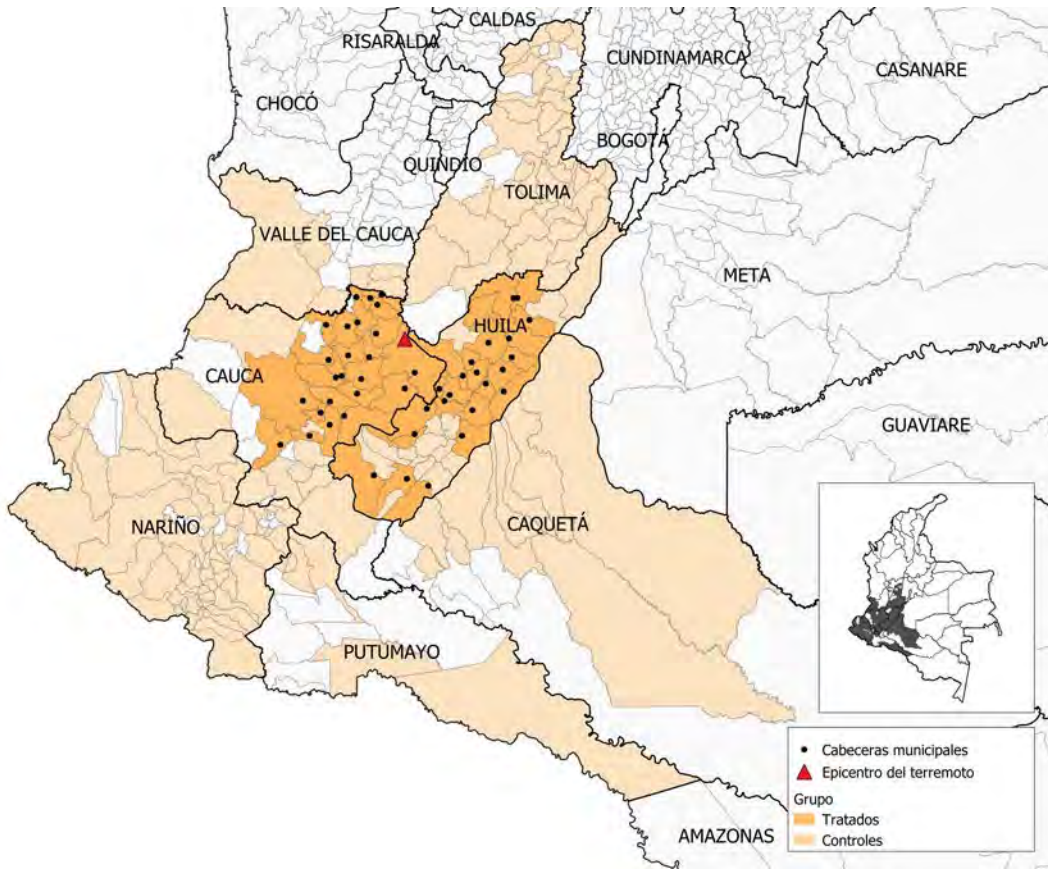 CALDAS
RISARALDA
CUNDINAMARCA
CASANARE
CHOCÓ
BOGOTÁ
QUINDÍO
TOLIMA
VALLE DEL CAUCA
META
HUILA
CAUCA
GUAVIARE
NARIÑO
CAQUETÁ
PUTUMAYO
AMAZONAS
Cabeceras municipales
Epicentro del terremoto
Grupo
Tratados
Controles